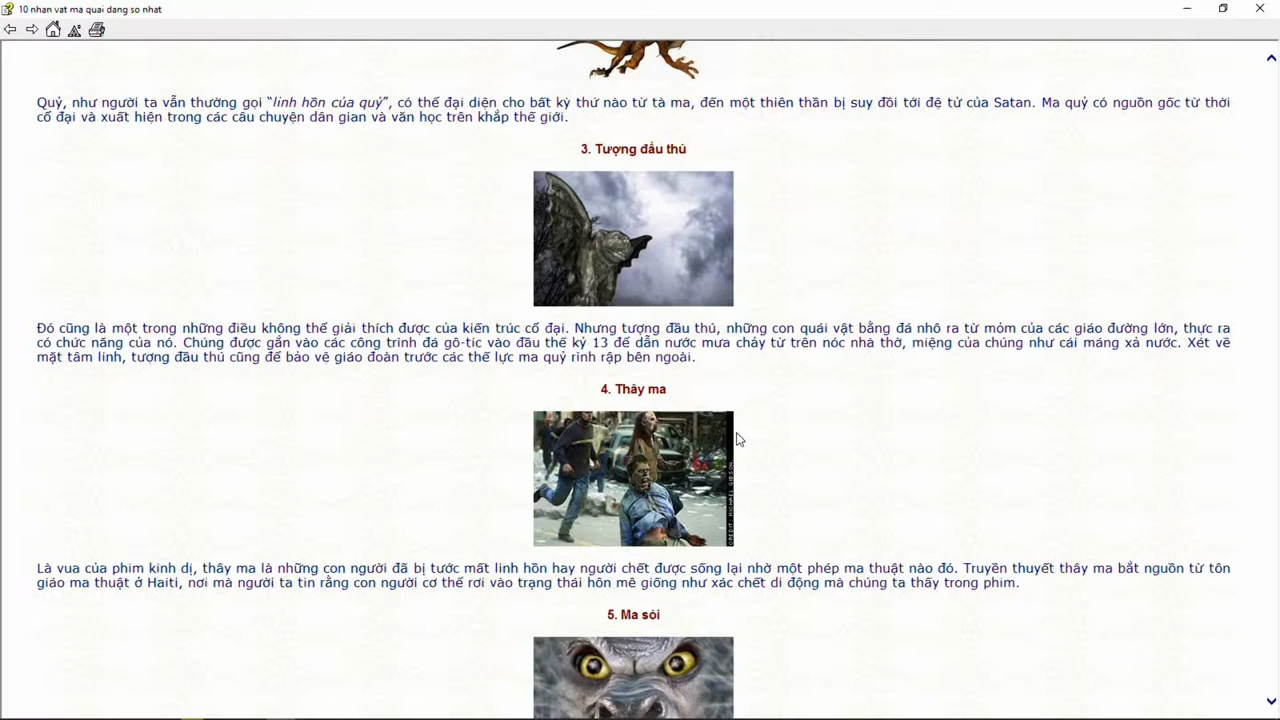 10 nhan vat ma quai dang so nhat
Quỷ, như người ta vẫn thường gọi “linh hồn của quỷ”, có thể đại diện cho bất kỳ thứ nào từ tà ma, đến một thiên thần bị suy đồi tới đệ tử của Satan. Ma quỷ có nguồn gốc từ thời
cổ đại và xuất hiện trong các câu chuyện dân gian và văn học trên khắp thế giới.
3. Tượng đầu thú
Đó cũng là một trong những điều không thể giải thích được của kiến trúc cổ đại. Nhưng tượng đầu thú, những con quái vật bằng đá nhô ra từ mỏm của các giáo đường lớn, thực ra
có chức năng của nó. Chúng được gắn vào các công trình đá gô-tíc vào đầu thế kỷ 13 để dẫn nước mưa chảy từ trên nóc nhà thờ, miệng của chúng như cái máng xả nước. Xét về
mặt tâm linh, tượng đầu thú cũng để bảo vệ giáo đoàn trước các thế lực ma quỷ rình rập bên ngoài.
4. Thây ma
CREDIT: MICHAEL GIBSON
Là vua của phim kinh dị, thây ma là những con người đã bị tước mất linh hồn hay người chết được sống lại nhờ một phép ma thuật nào đó. Truyền thuyết thây ma bắt nguồn từ tôn
giáo ma thuật ở Haiti, nơi mà người ta tin rằng con người cơ thể rơi vào trạng thái hôn mê giống như xác chết di động mà chúng ta thấy trong phim.
5. Ma sói